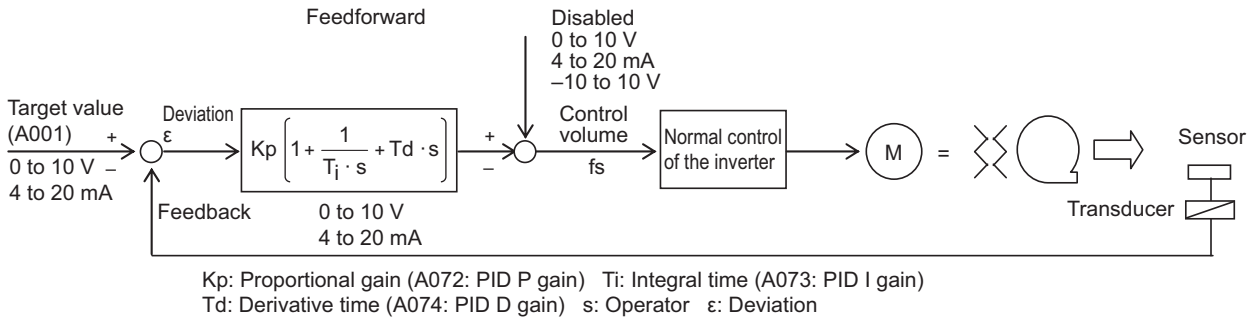 Feedforward
Disabled
0 to 10 V
4 to 20 mA
–10 to 10 V
Target value
(A001)
+
–
0 to 10 V
4 to 20 mA
Deviation
ε
Kp [1 + 1/(Ti · s) + Td · s]
+
–
Control
volume
fs
Normal control
of the inverter
M
=
Sensor
Transducer
Feedback
0 to 10 V
4 to 20 mA
Kp: Proportional gain (A072: PID P gain) Ti: Integral time (A073: PID I gain)
Td: Derivative time (A074: PID D gain) s: Operator ε: Deviation